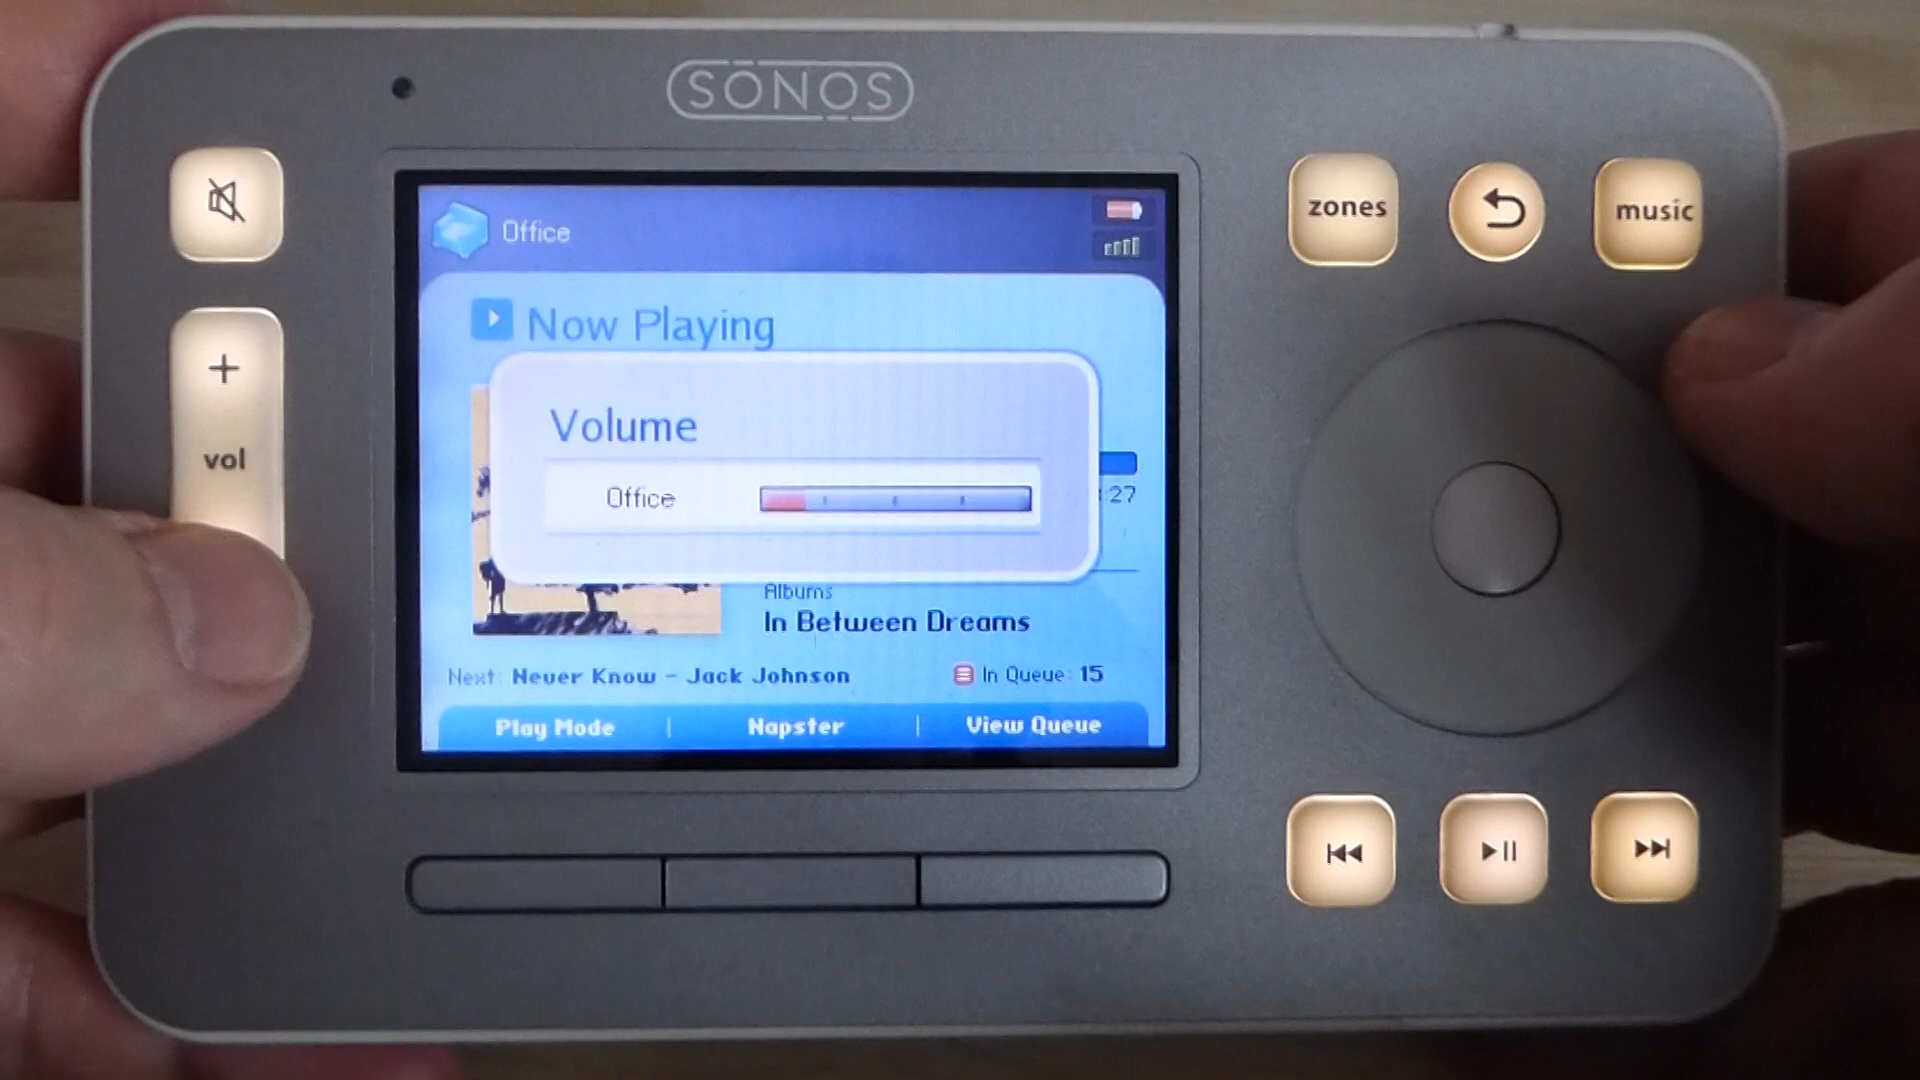 SONOS
zones
music
Office
Now Playing
+
vol
Volume
Office
:27
Albums
In Between Dreams
Next: Never Know - Jack Johnson
In Queue: 15
Play Mode | Napster | View Queue